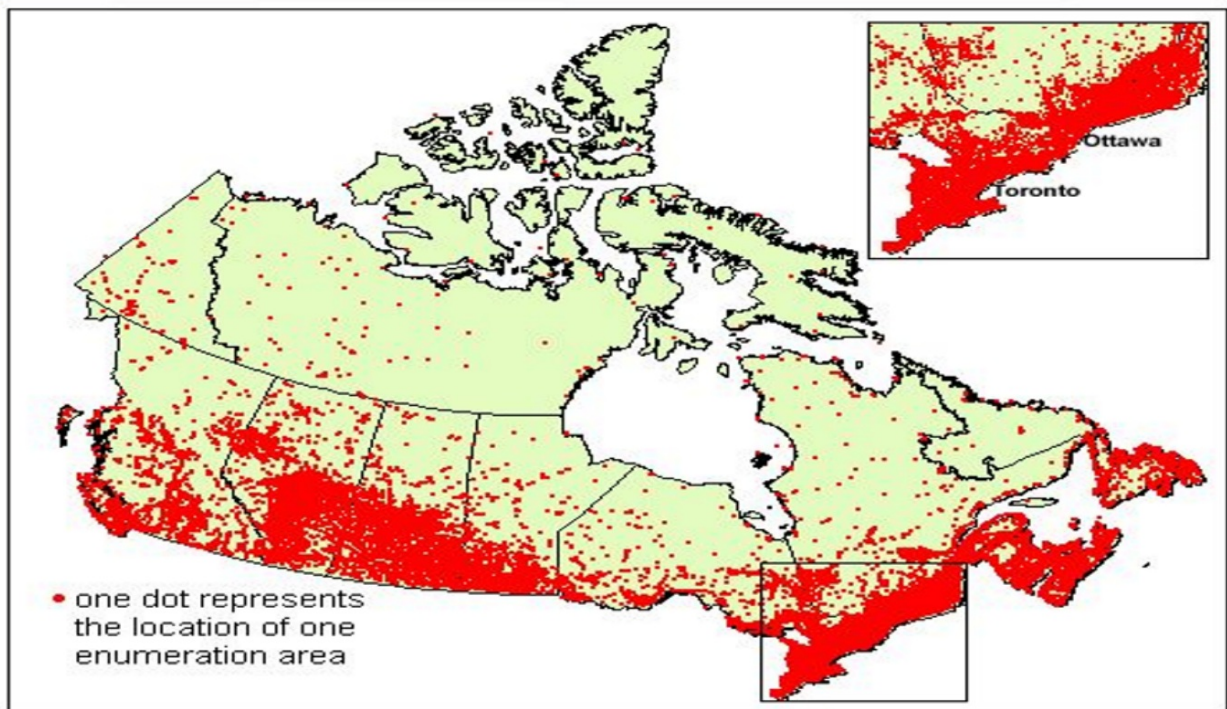 Ottawa
Toronto
one dot represents
the location of one
enumeration area